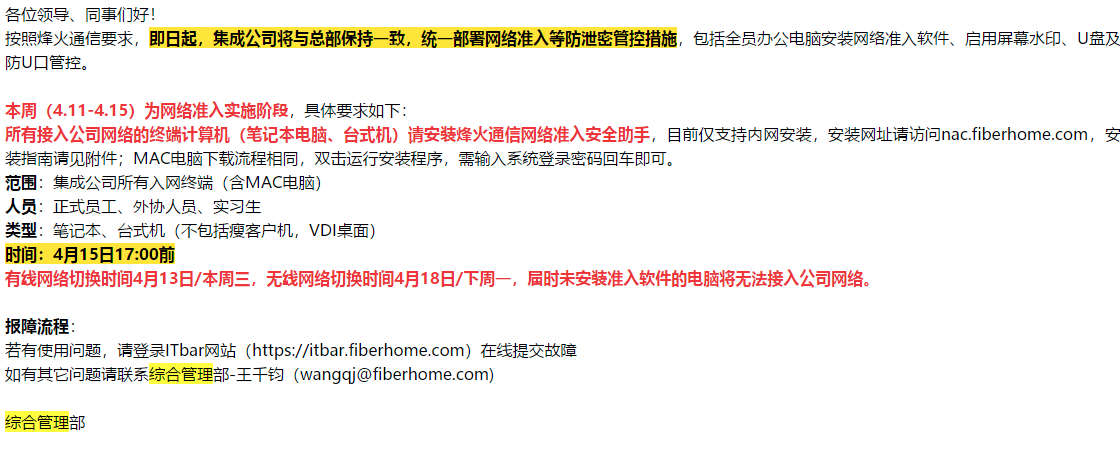 各位领导、同事们好！
按照烽火通信要求，即日起，集成公司将与总部保持一致，统一部署网络准入等防泄密管控措施，包括全员办公电脑安装网络准入软件、启用屏幕水印、U盘及
防U口管控。
本周（4.11-4.15）为网络准入实施阶段，具体要求如下：
所有接入公司网络的终端计算机（笔记本电脑、台式机）请安装烽火通信网络准入安全助手，目前仅支持内网安装，安装网址请访问nac.fiberhome.com，安
装指南请见附件；MAC电脑下载流程相同，双击运行安装程序，需输入系统登录密码回车即可。
范围：集成公司所有入网终端（含MAC电脑）
人员：正式员工、外协人员、实习生
类型：笔记本、台式机（不包括瘦客户机，VDI桌面）
时间：4月15日17:00前
有线网络切换时间4月13日/本周三，无线网络切换时间4月18日/下周一，届时未安装准入软件的电脑将无法接入公司网络。
报障流程：
若有使用问题，请登录ITbar网站（https://itbar.fiberhome.com）在线提交故障
如有其它问题请联系综合管理部-王千钧（wangqj@fiberhome.com）
综合管理部